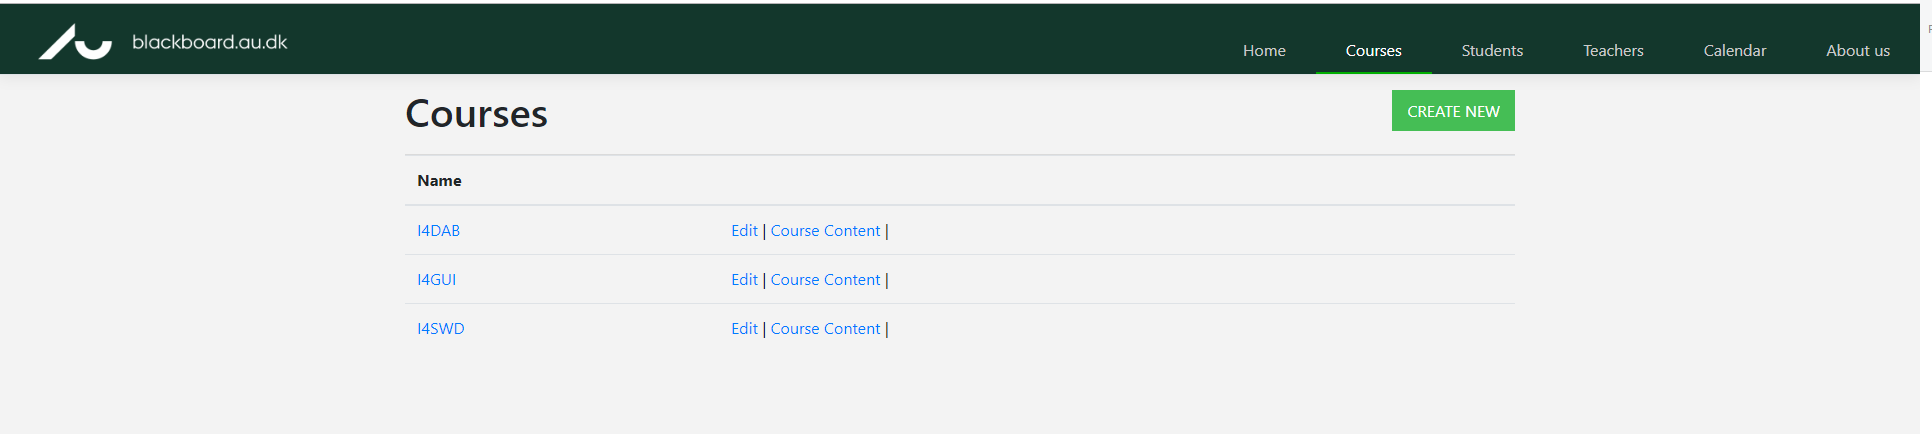 blackboard.au.dk
Home Courses Students Teachers Calendar About us
Courses
CREATE NEW
Name
I4DAB Edit | Course Content |
I4GUI Edit | Course Content |
I4SWD Edit | Course Content |